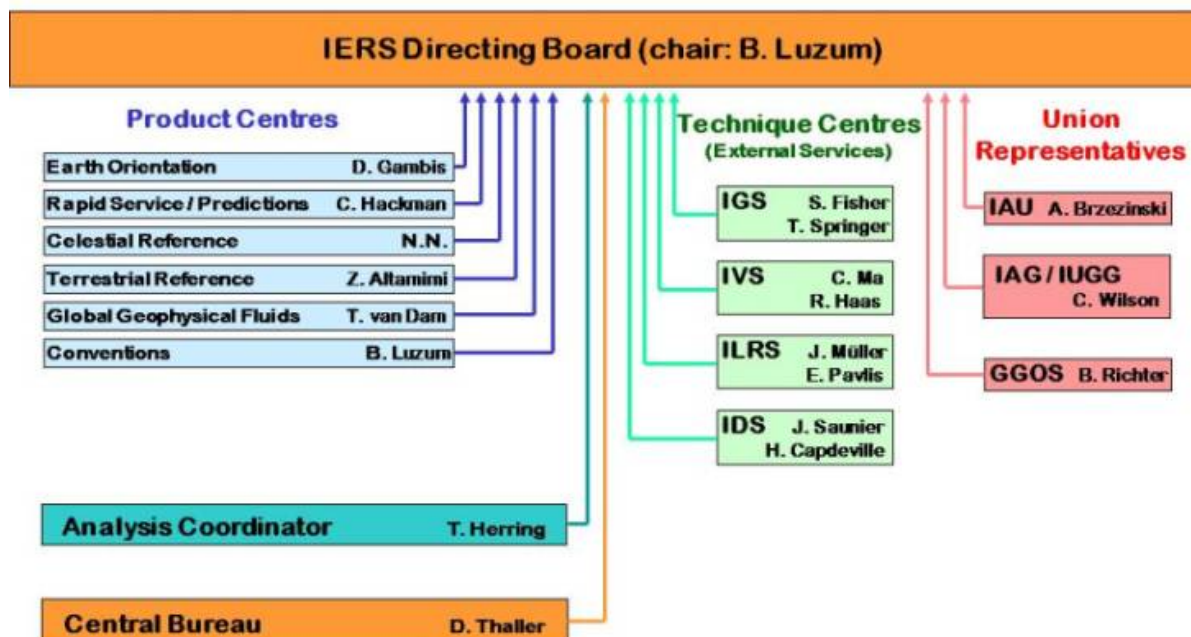 IERS Directing Board (chair: B. Luzum)
Product Centres
Earth Orientation D. Gambis
Rapid Service / Predictions C. Hackman
Celestial Reference N.N.
Terrestrial Reference Z. Altamimi
Global Geophysical Fluids T. van Dam
Conventions B. Luzum
Analysis Coordinator T. Herring
Central Bureau D. Thaller
Technique Centres
(External Services)
IGS S. Fisher
T. Springer
IVS C. Ma
R. Haas
ILRS J. Müller
E. Pavlis
IDS J. Saunier
H. Capdeville
Union
Representatives
IAU A. Brzezinski
IAG / IUGG
C. Wilson
GGOS B. Richter